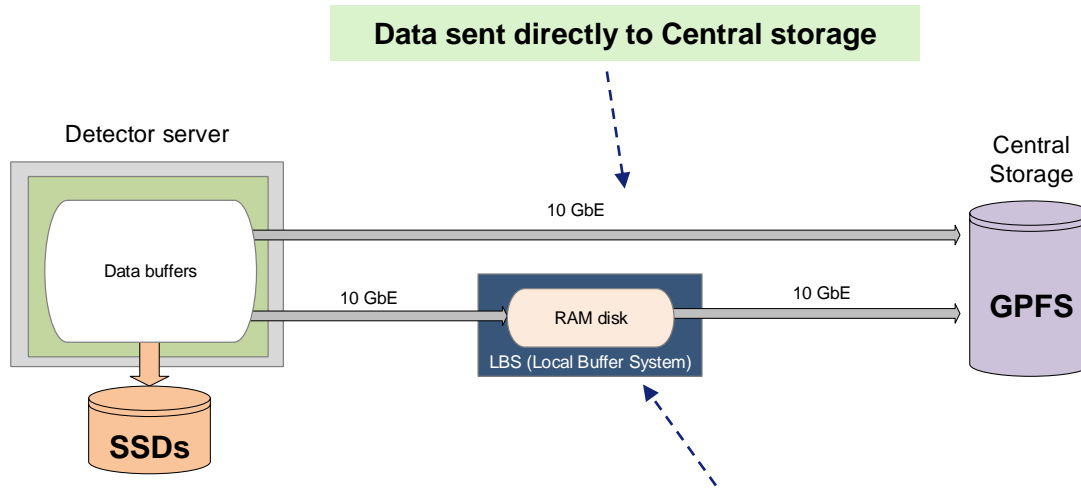 Data sent directly to Central storage
Detector server
Central
Storage
10 GbE
Data buffers
10 GbE
10 GbE
RAM disk
GPFS
LBS (Local Buffer System)
SSDs